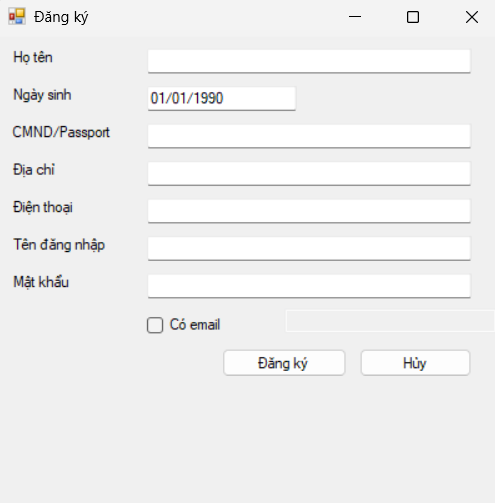 Đăng ký
Họ tên
Ngày sinh
01/01/1990
CMND/Passport
Địa chỉ
Điện thoại
Tên đăng nhập
Mật khẩu
Có email
Đăng ký
Hủy